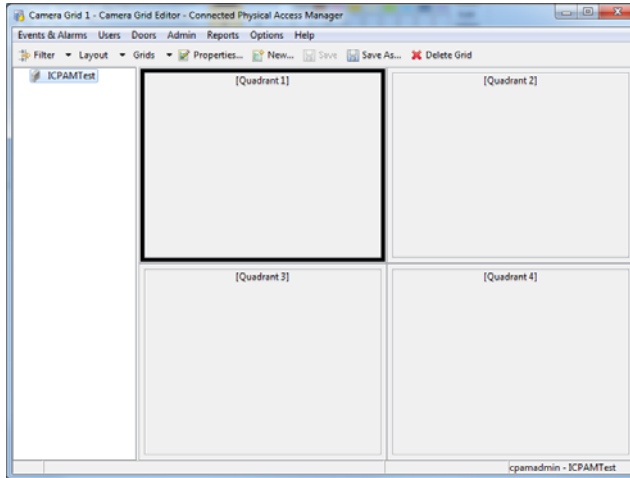 Camera Grid 1 - Camera Grid Editor - Connected Physical Access Manager
Events & Alarms Users Doors Admin Reports Options Help
Filter Layout Grids Properties... New... Save Save As... Delete Grid
ICPAMTest
[Quadrant 1] [Quadrant 2]
[Quadrant 3] [Quadrant 4]
cpamadmin - ICPAMTest